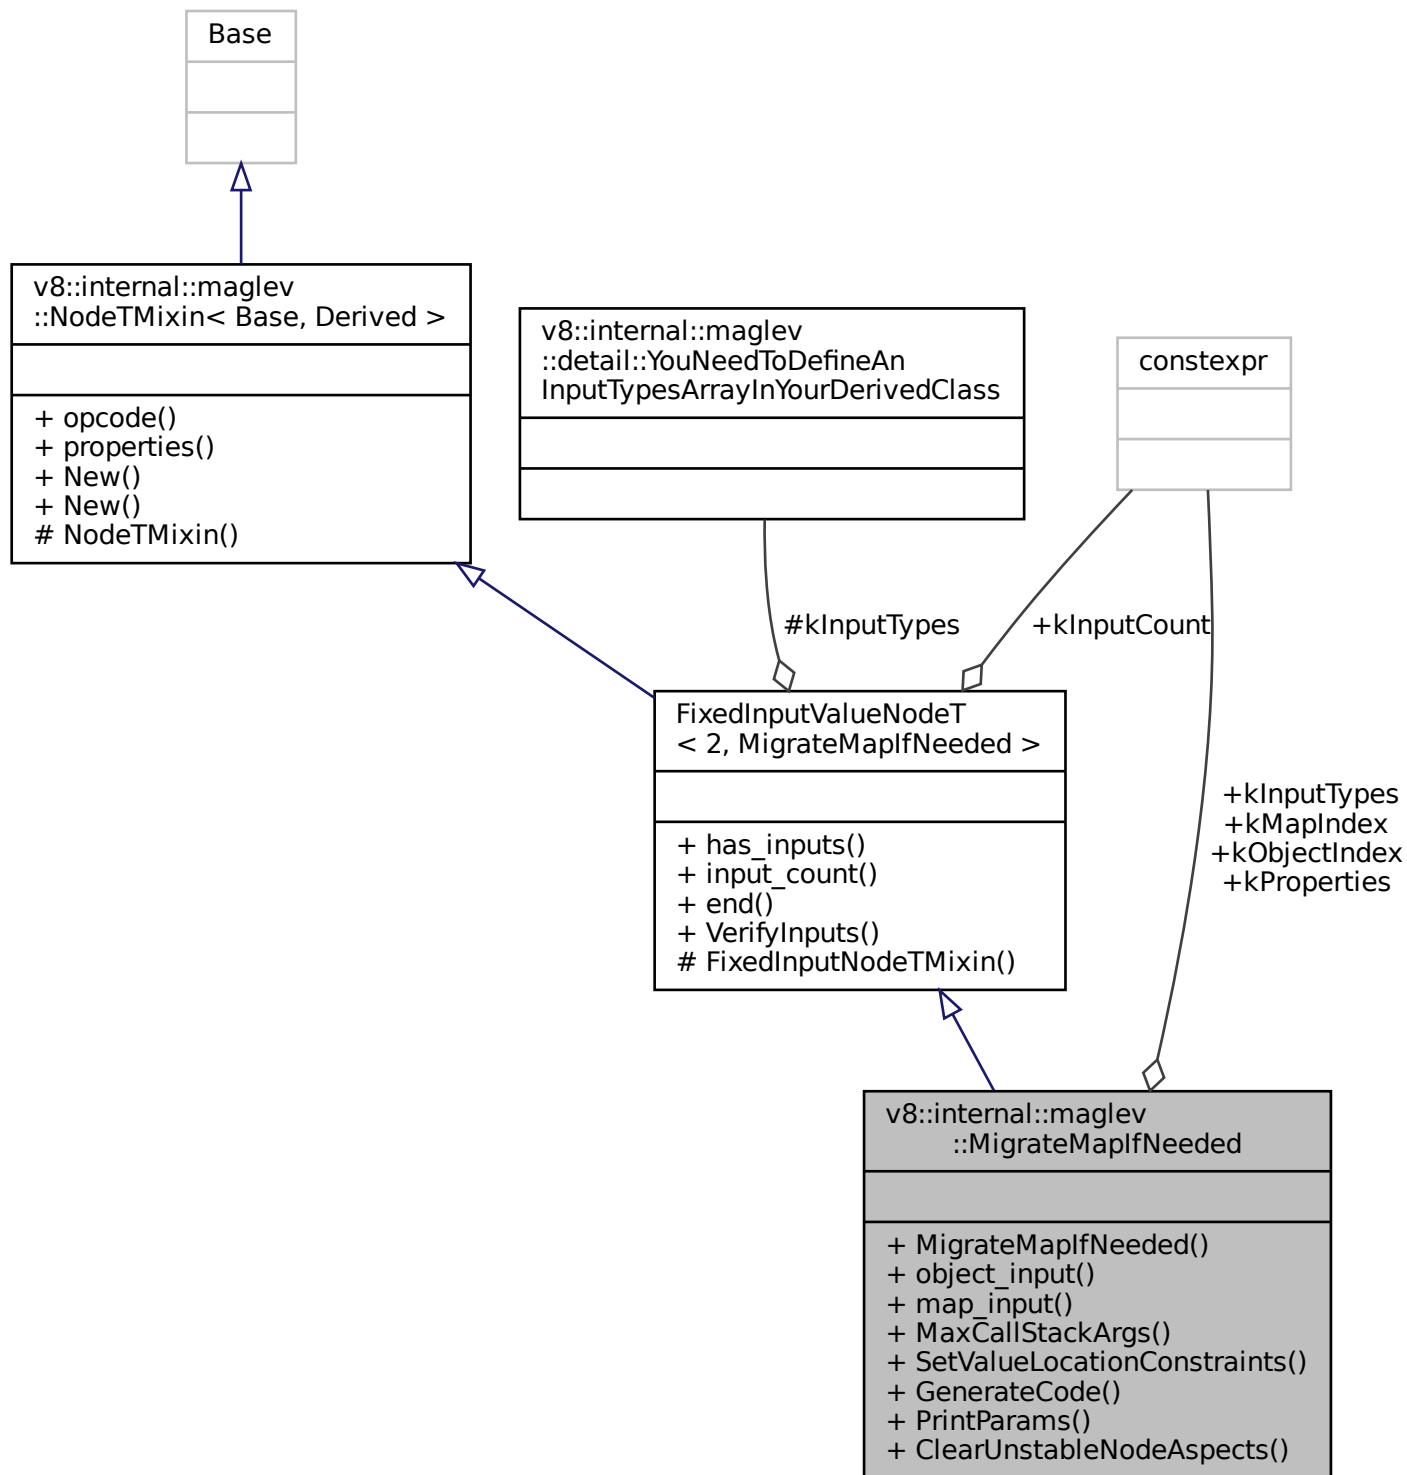 Base
v8::internal::maglev
::NodeTMixin< Base, Derived >
+ opcode()
+ properties()
+ New()
+ New()
# NodeTMixin()
v8::internal::maglev
::detail::YouNeedToDefineAn
InputTypesArrayInYourDerivedClass
constexpr
#kInputTypes
+kInputCount
FixedInputValueNodeT
< 2, MigrateMapIfNeeded >
+ has_inputs()
+ input_count()
+ end()
+ VerifyInputs()
# FixedInputNodeTMixin()
+kInputTypes
+kMapIndex
+kObjectIndex
+kProperties
v8::internal::maglev
::MigrateMapIfNeeded
+ MigrateMapIfNeeded()
+ object_input()
+ map_input()
+ MaxCallStackArgs()
+ SetValueLocationConstraints()
+ GenerateCode()
+ PrintParams()
+ ClearUnstableNodeAspects()